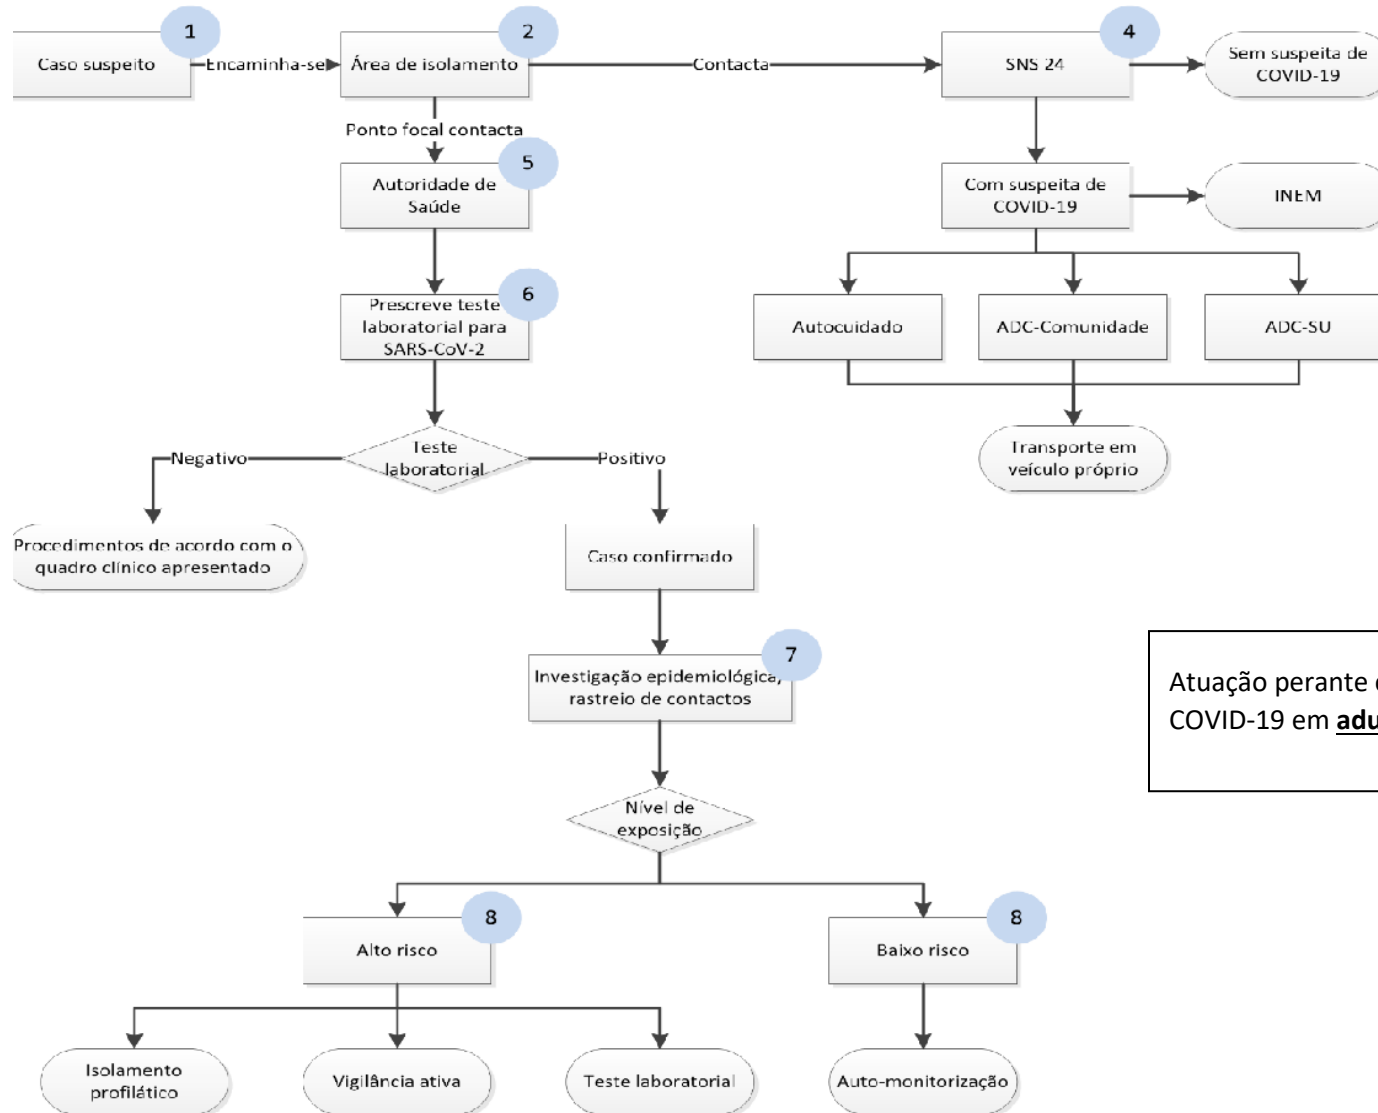 1
Caso suspeito
Encaminha-se
2
Área de isolamento
Contacta
4
SNS 24
Sem suspeita de
COVID-19
Ponto focal contacta
5
Autoridade de
Saúde
Com suspeita de
COVID-19
INEM
6
Prescreve teste
laboratorial para
SARS-CoV-2
Autocuidado
ADC-Comunidade
ADC-SU
Teste
laboratorial
Negativo
Positivo
Transporte em
veículo próprio
Procedimentos de acordo com o
quadro clínico apresentado
Caso confirmado
7
Investigação epidemiológica/
rastreio de contactos
Atuação perante
COVID-19 em
Nível de
exposição
8
Alto risco
8
Baixo risco
Isolamento
profilático
Vigilância ativa
Teste laboratorial
Auto-monitorização